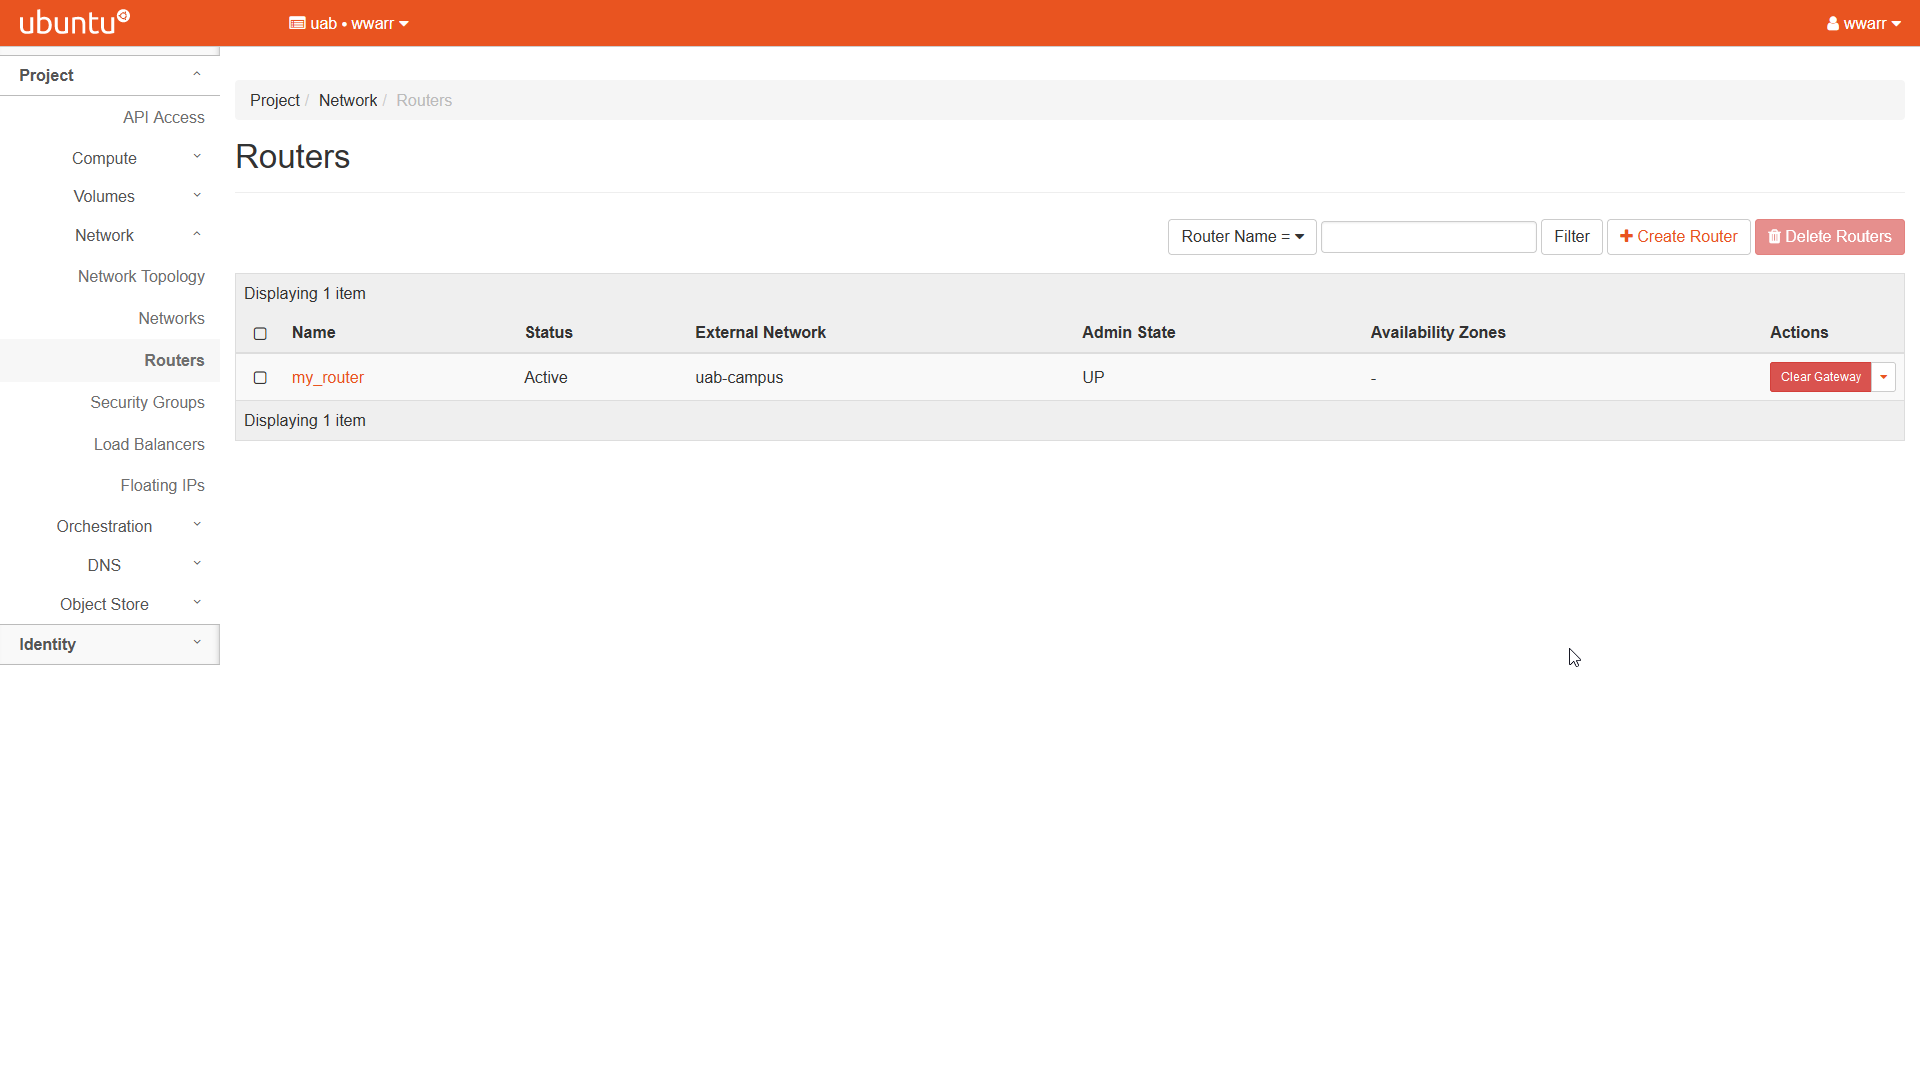 ubuntu
uab • wwarr
wwarr
Project
API Access
Compute
Volumes
Network
Network Topology
Networks
Routers
Security Groups
Load Balancers
Floating IPs
Orchestration
DNS
Object Store
Identity
Project / Network / Routers
Routers
Router Name = Filter Create Router Delete Routers
Displaying 1 item
Name Status External Network Admin State Availability Zones Actions
my_router Active uab-campus UP - Clear Gateway
Displaying 1 item